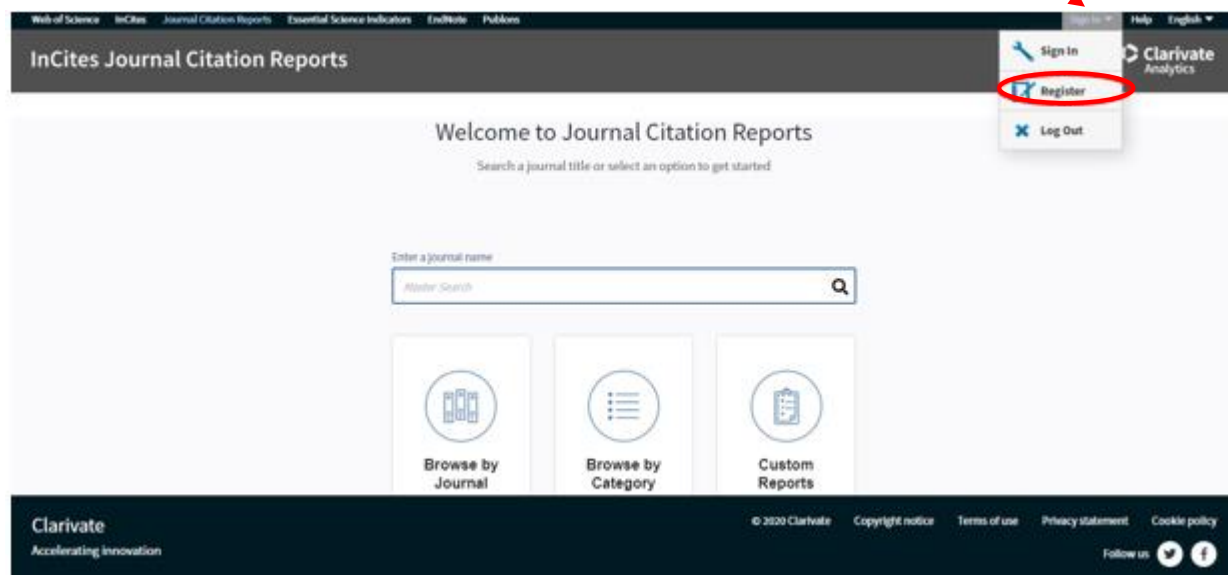 Web of Science InCites Journal Citation Reports Essential Science Indicators EndNote Publons Sign In Help English
InCites Journal Citation Reports
Clarivate
Analytics
Sign In
Register
Log Out
Welcome to Journal Citation Reports
Search a journal title or select an option to get started
Enter a journal name
Master Search
Browse by
Journal
Browse by
Category
Custom
Reports
Clarivate
Accelerating innovation
© 2020 Clarivate Copyright notice Terms of use Privacy statement Cookie policy
Follow us